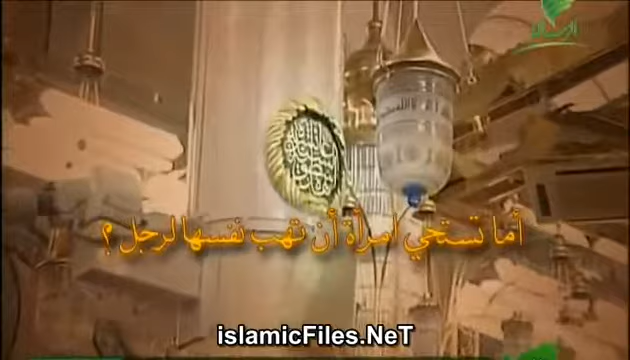 أما تستحي امرأة أن تهب نفسها لرجل ؟
islamicFiles.NeT